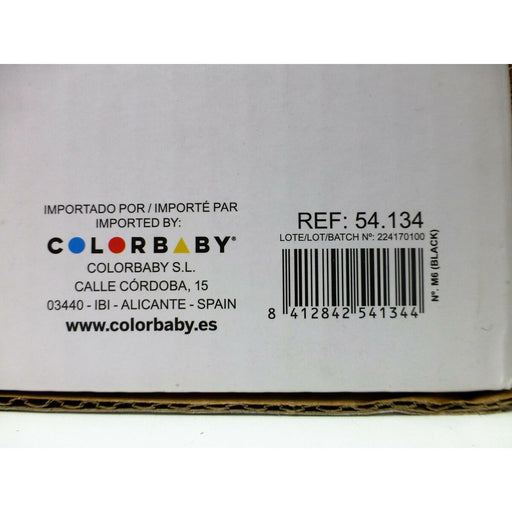 IMPORTADO POR / IMPORTÉ PAR
IMPORTED BY:
COLORBABY®
COLORBABY S.L.
CALLE CÓRDOBA, 15
03440 - IBI - ALICANTE - SPAIN
www.colorbaby.es
REF: 54.134
LOTE/LOT/BATCH Nº: 224170100
8 412842 541344
Nº. M6 (BLACK)